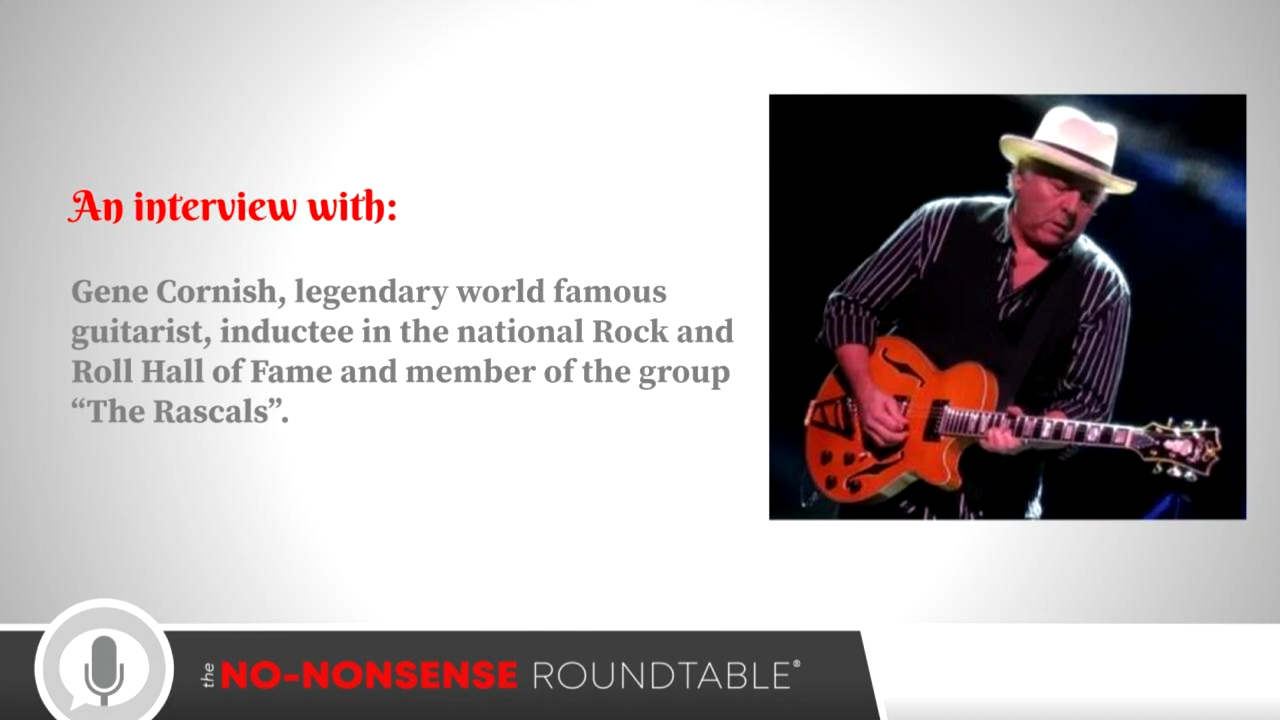 An interview with:
Gene Cornish, legendary world famous
guitarist, inductee in the national Rock and
Roll Hall of Fame and member of the group
“The Rascals”.
the NO-NONSENSE ROUNDTABLE®